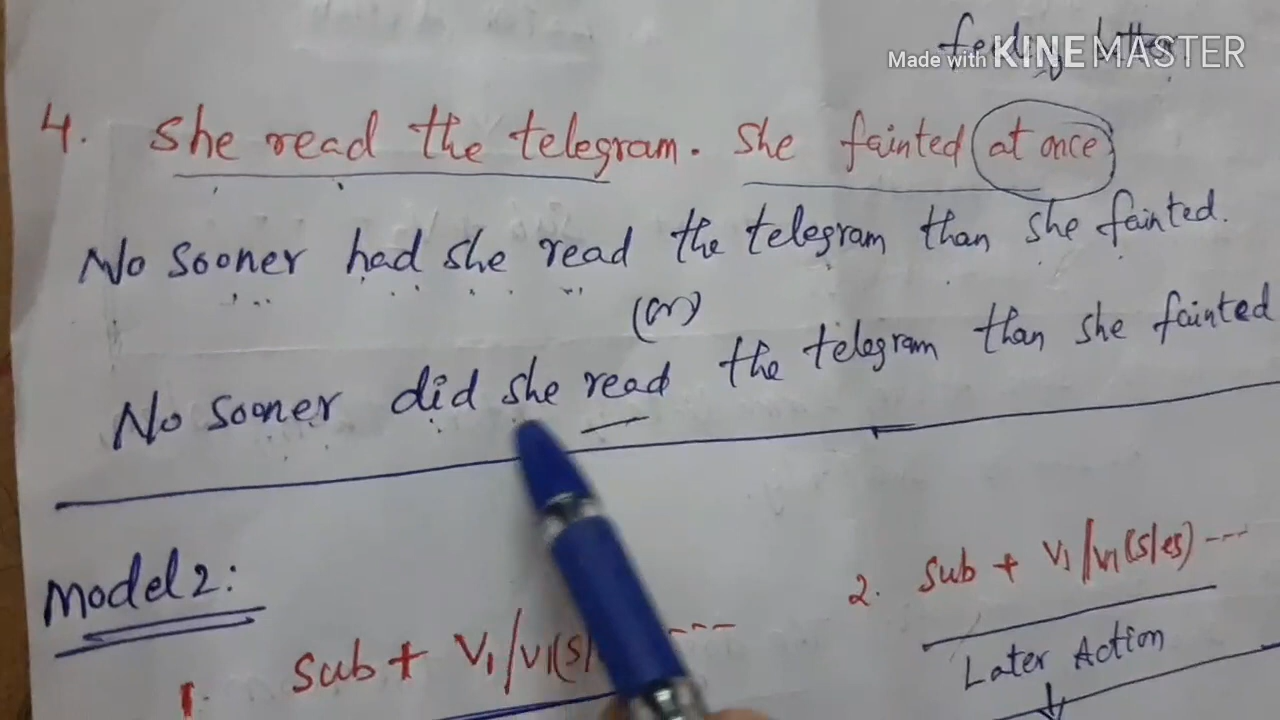 Made with KINEMASTER
4. She read the telegram. She fainted at once
No sooner had she read the telegram than she fainted.
(or)
No sooner did she read the telegram than she fainted
Model 2:
1. Sub + V1/V1(s/ ---
2. Sub + V1/V1(s/es) ---
Later Action